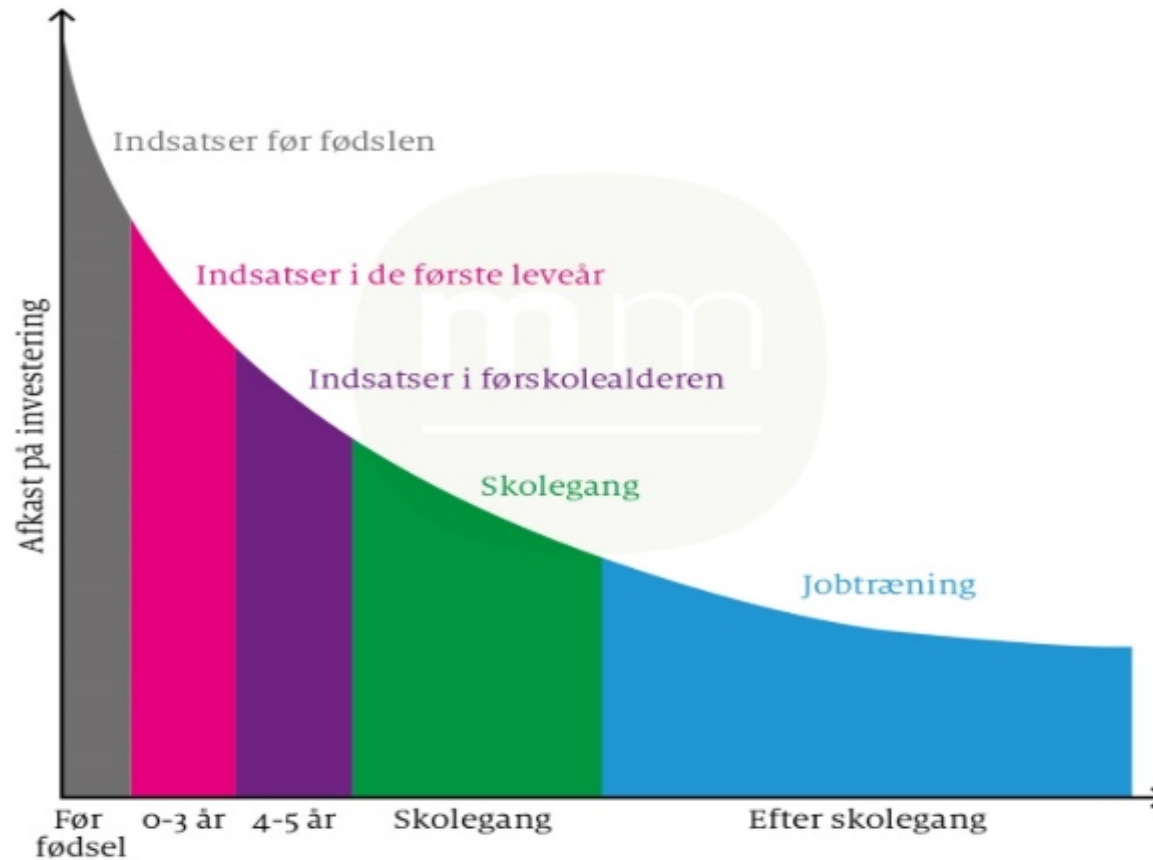 Indsatser før fødslen
Indsatser i de første leveår
mm
Indsatser i førskolealderen
Skolegang
Jobtræning
Afkast på investering
Før fødsel
0-3 år
4-5 år
Skolegang
Efter skolegang